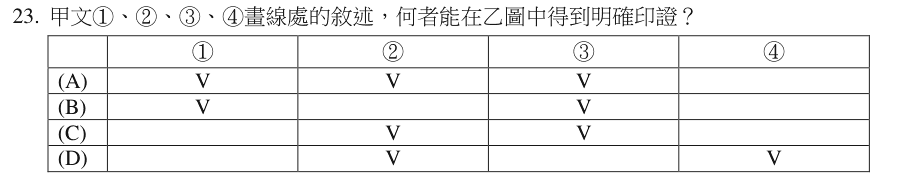 23. 甲文①、②、③、④畫線處的敘述，何者能在乙圖中得到明確印證？
① ② ③ ④
(A) V V V
(B) V V
(C) V V
(D) V V